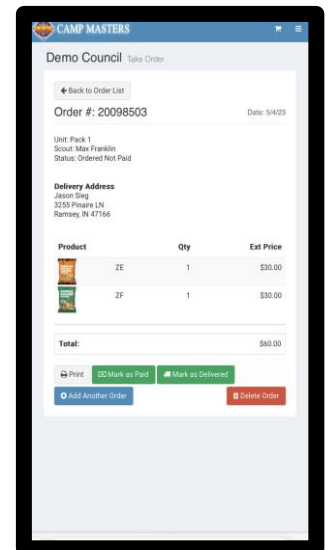 CAMP MASTERS
Demo Council Take Order
Back to Order List
Order #: 20098503 Date: 5/4/23
Unit: Pack 1
Scout: Max Franklin
Status: Ordered Not Paid
Delivery Address
Jason Sieg
3255 Pinaire LN
Ramsey, IN 47166
Product Qty Ext Price
ZE 1 $30.00
ZF 1 $30.00
Total: $60.00
Print Mark as Paid Mark as Delivered
Add Another Order Delete Order